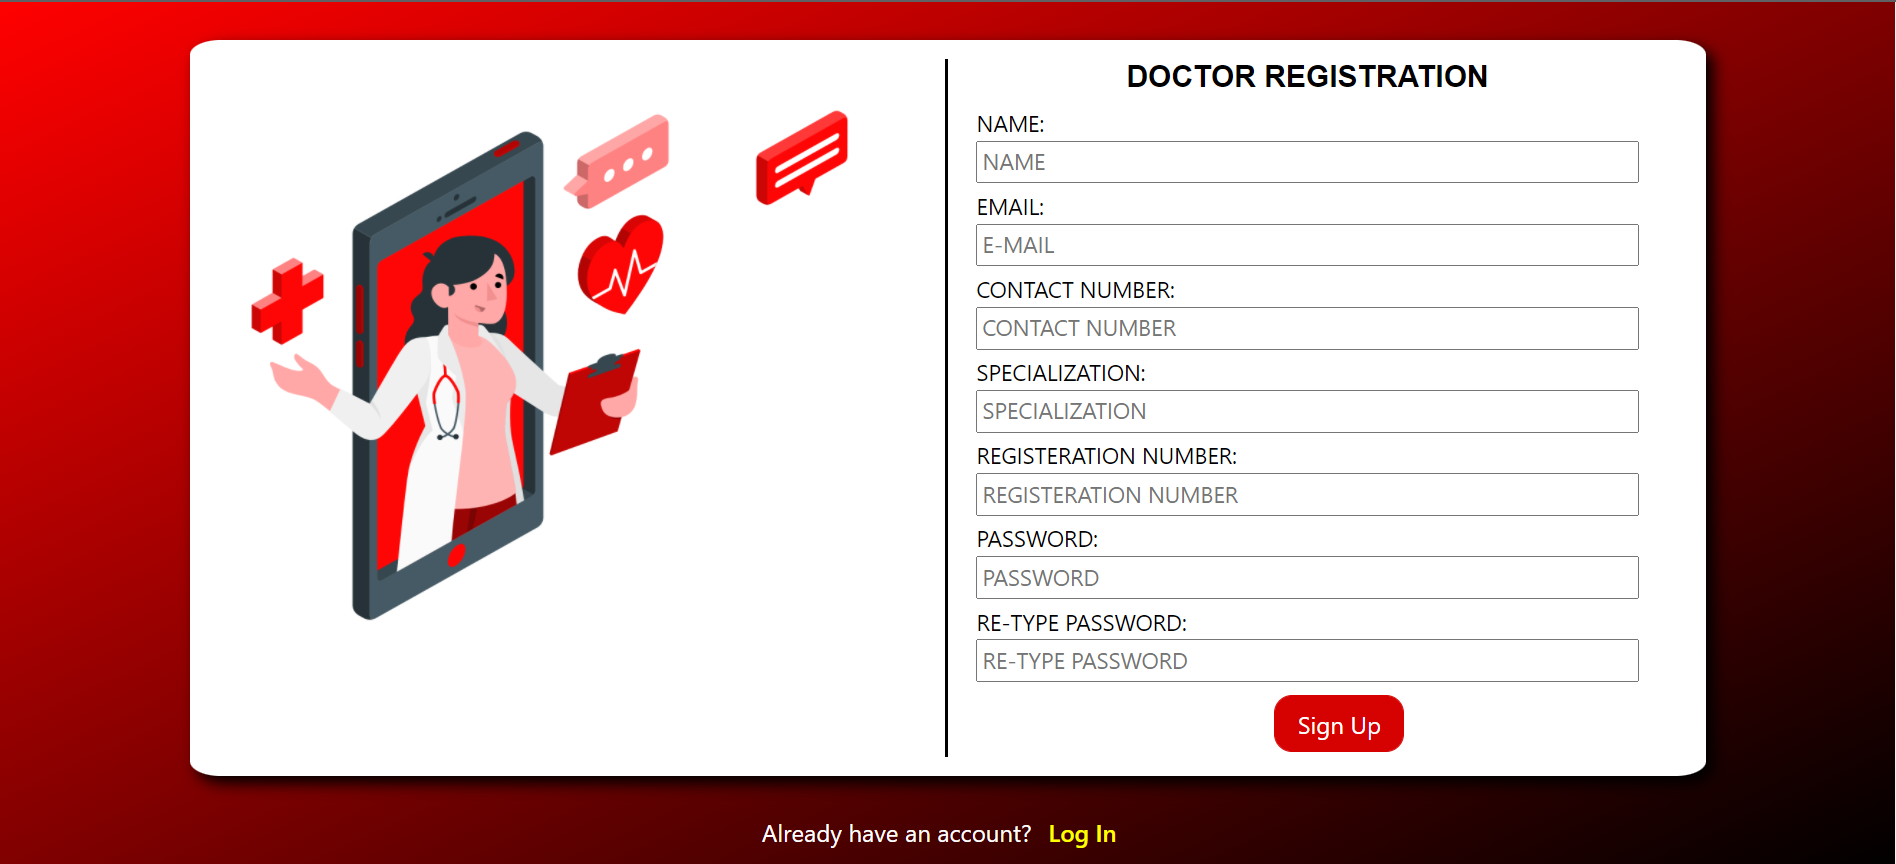 DOCTOR REGISTRATION
NAME:
NAME
EMAIL:
E-MAIL
CONTACT NUMBER:
CONTACT NUMBER
SPECIALIZATION:
SPECIALIZATION
REGISTERATION NUMBER:
REGISTERATION NUMBER
PASSWORD:
PASSWORD
RE-TYPE PASSWORD:
RE-TYPE PASSWORD
Sign Up
Already have an account? Log In